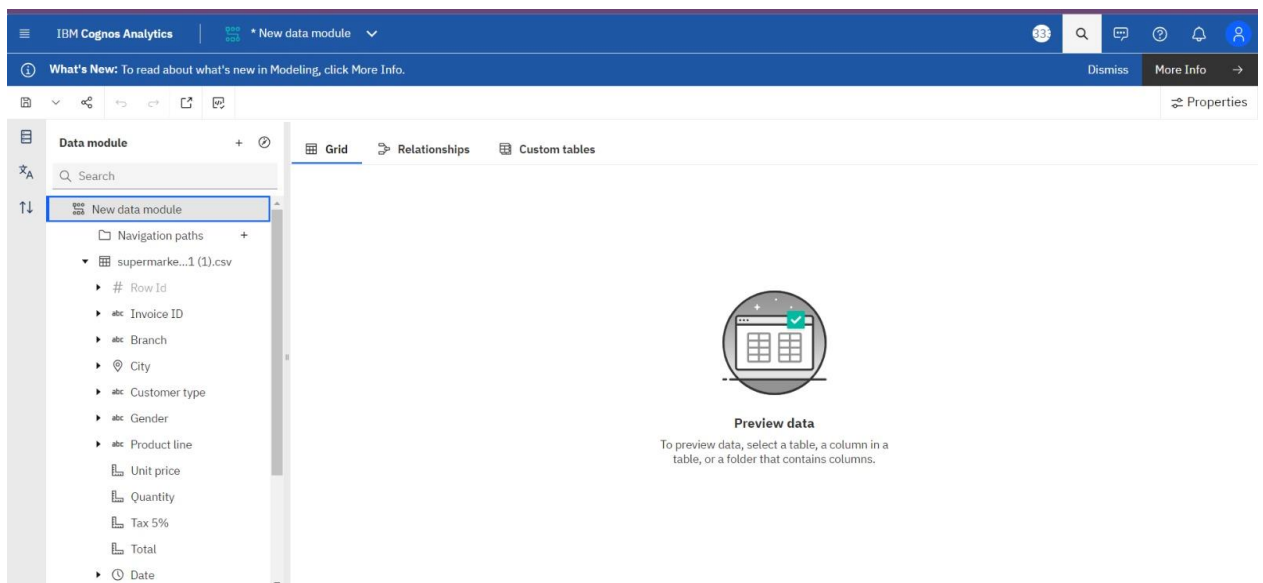 IBM Cognos Analytics
* New data module
33
What's New: To read about what's new in Modeling, click More Info.
Dismiss
More Info
Properties
Data module
Grid
Relationships
Custom tables
Search
New data module
Navigation paths
supermarke...1 (1).csv
# Row Id
abc Invoice ID
abc Branch
City
abc Customer type
abc Gender
abc Product line
Unit price
Quantity
Tax 5%
Total
Date
Preview data
To preview data, select a table, a column in a
table, or a folder that contains columns.